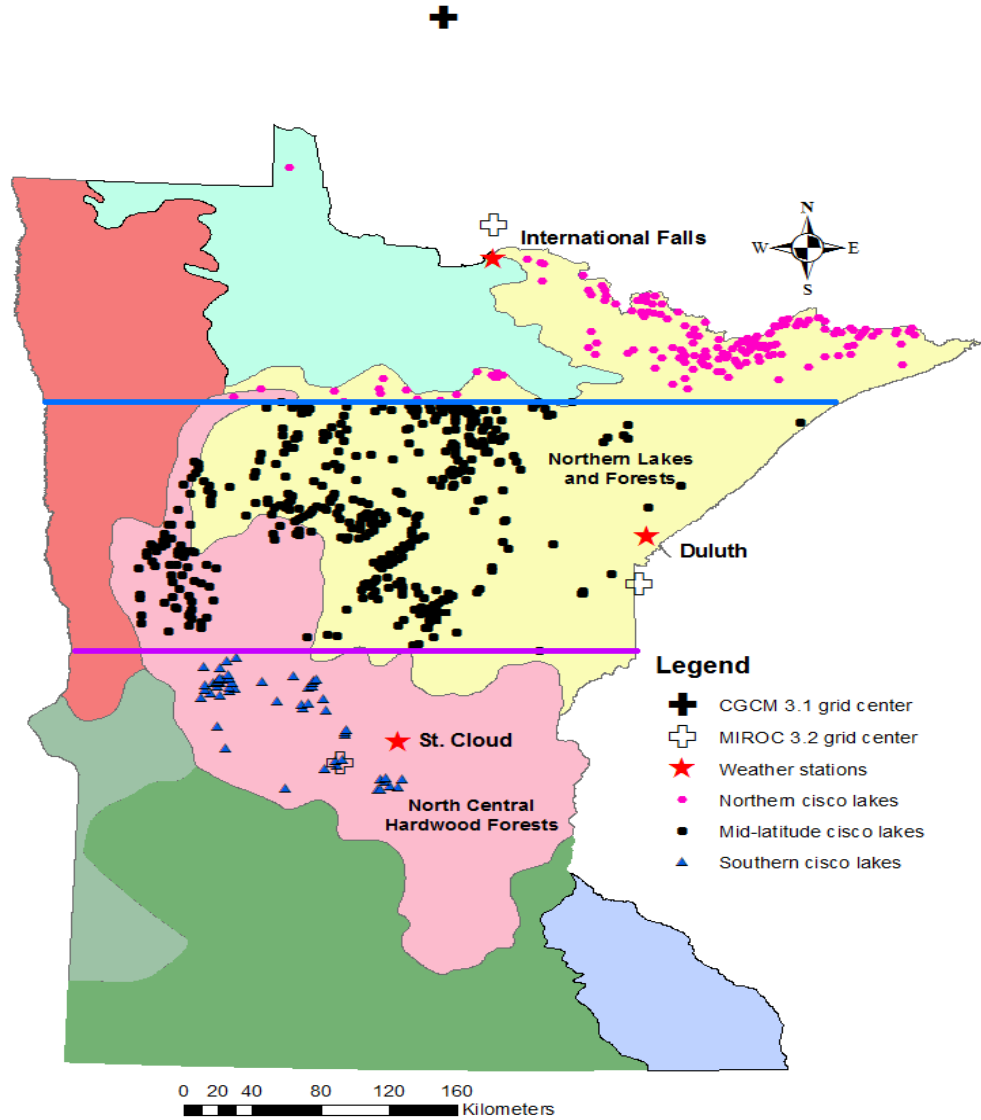 N
W
E
S
International Falls
Northern Lakes
and Forests
Duluth
St. Cloud
North Central
Hardwood Forests
Legend
CGCM 3.1 grid center
MIROC 3.2 grid center
Weather stations
Northern cisco lakes
Mid-latitude cisco lakes
Southern cisco lakes
0 20 40 80 120 160
Kilometers